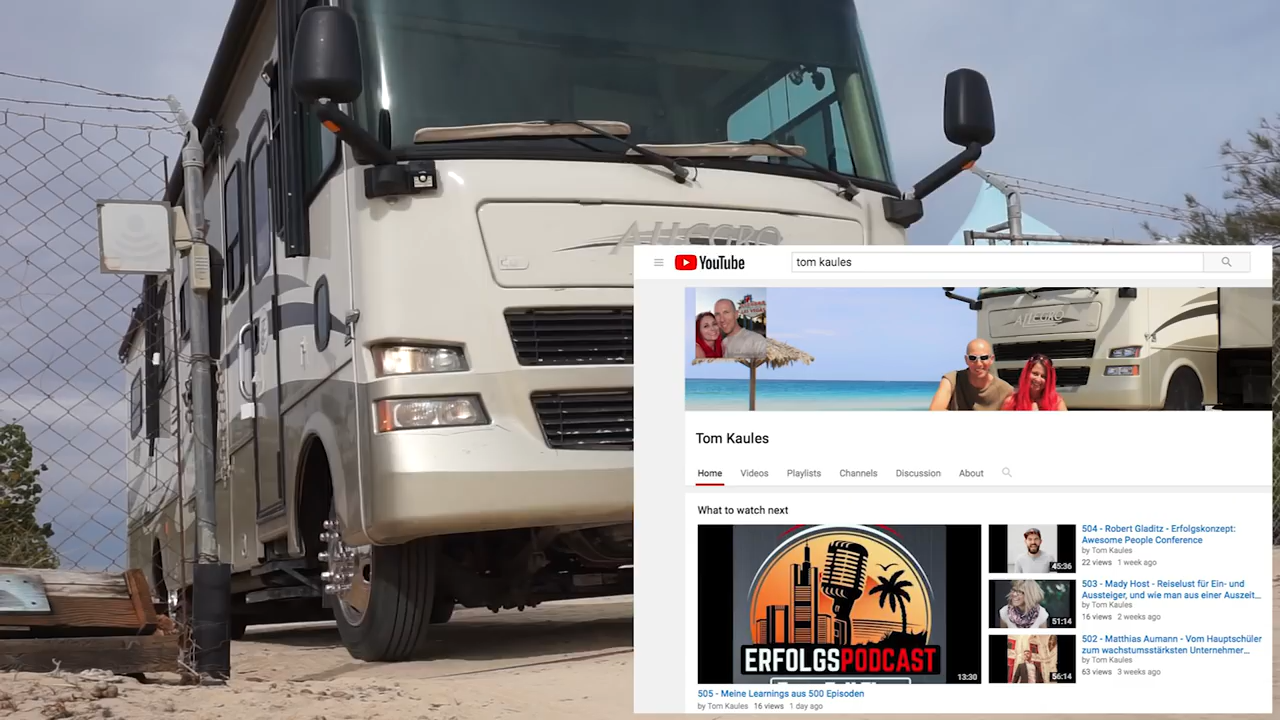 ALLEGRO
YouTube
tom kaules
ALLEGRO
Tom Kaules
Home Videos Playlists Channels Discussion About
What to watch next
ERFOLGSPODCAST
13:30
505 - Meine Learnings aus 500 Episoden
by Tom Kaules 16 views 1 day ago
45:36
504 - Robert Gladitz - Erfolgskonzept:
Awesome People Conference
by Tom Kaules
22 views 1 week ago
51:14
503 - Mady Host - Reiselust für Ein- und
Aussteiger, und wie man aus einer Auszeit...
by Tom Kaules
16 views 2 weeks ago
56:14
502 - Matthias Aumann - Vom Hauptschüler
zum wachstumsstärksten Unternehmer...
by Tom Kaules
63 views 3 weeks ago